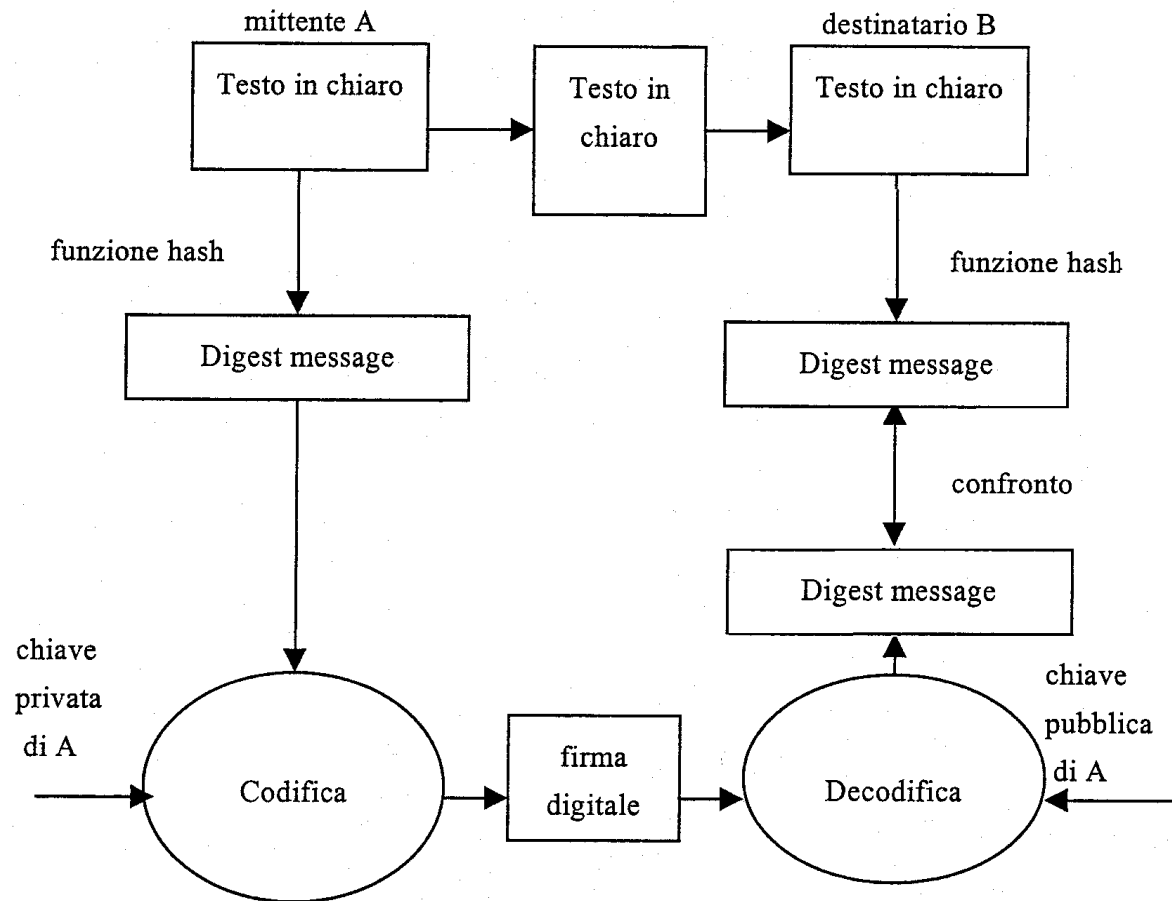 mittente A
destinatario B
Testo in chiaro
Testo in
chiaro
Testo in chiaro
funzione hash
funzione hash
Digest message
Digest message
confronto
Digest message
chiave
privata
di A
chiave
pubblica
di A
Codifica
firma
digitale
Decodifica